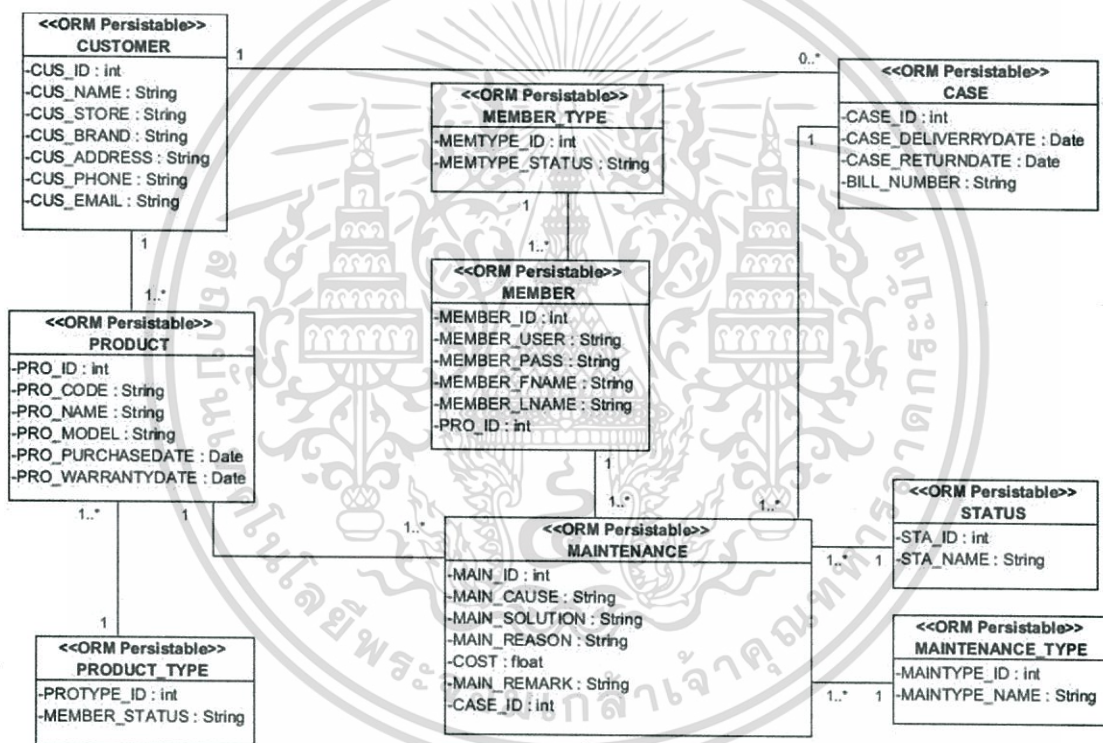 <<ORM Persistable>>
CUSTOMER
-CUS_ID : int
-CUS_NAME : String
-CUS_STORE : String
-CUS_BRAND : String
-CUS_ADDRESS : String
-CUS_PHONE : String
-CUS_EMAIL : String
1
0..*
<<ORM Persistable>>
CASE
-CASE_ID : int
-CASE_DELIVERRYDATE : Date
-CASE_RETURNDATE : Date
-BILL_NUMBER : String
1
<<ORM Persistable>>
MEMBER_TYPE
-MEMTYPE_ID : int
-MEMTYPE_STATUS : String
1
1..*
1
1..*
<<ORM Persistable>>
MEMBER
-MEMBER_ID : int
-MEMBER_USER : String
-MEMBER_PASS : String
-MEMBER_FNAME : String
-MEMBER_LNAME : String
-PRO_ID : int
1
1..*
1..*
<<ORM Persistable>>
PRODUCT
-PRO_ID : int
-PRO_CODE : String
-PRO_NAME : String
-PRO_MODEL : String
-PRO_PURCHASEDATE : Date
-PRO_WARRANTYDATE : Date
1..*
1
1..*
1
<<ORM Persistable>>
MAINTENANCE
-MAIN_ID : int
-MAIN_CAUSE : String
-MAIN_SOLUTION : String
-MAIN_REASON : String
-COST : float
-MAIN_REMARK : String
-CASE_ID : int
<<ORM Persistable>>
STATUS
-STA_ID : int
-STA_NAME : String
1..* 1
<<ORM Persistable>>
MAINTENANCE_TYPE
-MAINTYPE_ID : int
-MAINTYPE_NAME : String
1..* 1
<<ORM Persistable>>
PRODUCT_TYPE
-PROTYPE_ID : int
-MEMBER_STATUS : String